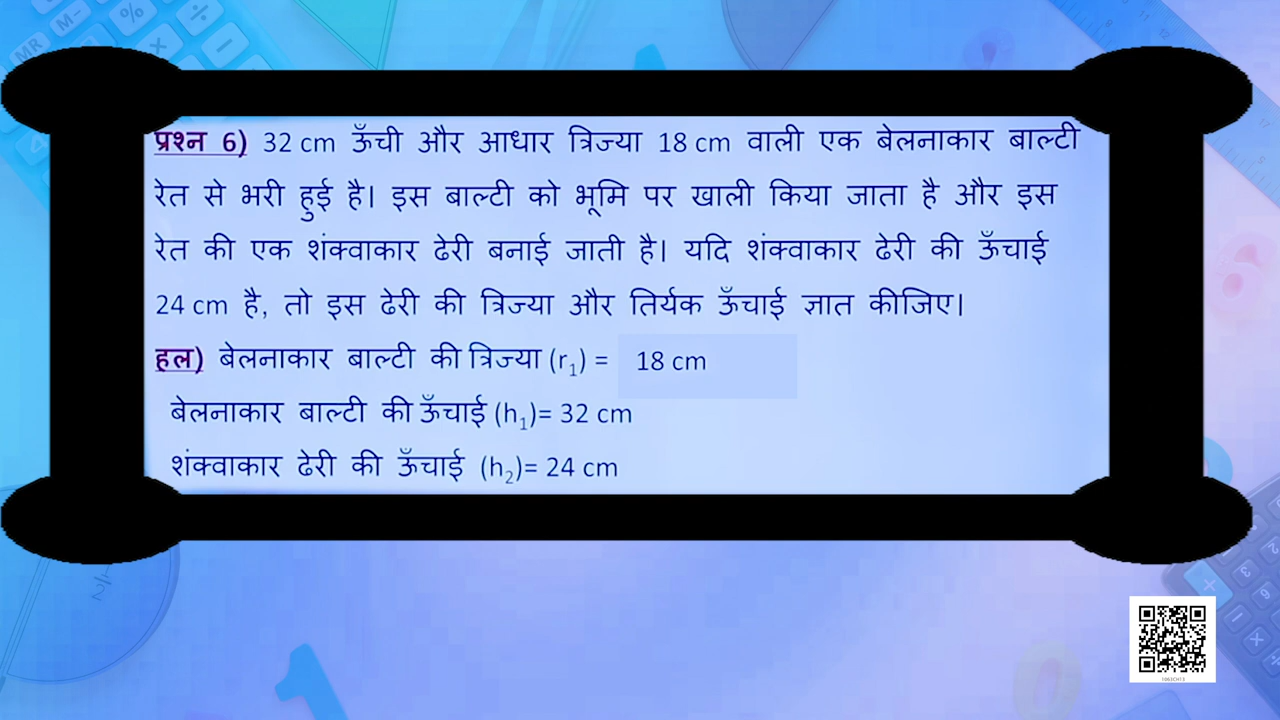 प्रश्न 6) 32 cm ऊँची और आधार त्रिज्या 18 cm वाली एक बेलनाकार बाल्टी
रेत से भरी हुई है। इस बाल्टी को भूमि पर खाली किया जाता है और इस
रेत की एक शंक्वाकार ढेरी बनाई जाती है। यदि शंक्वाकार ढेरी की ऊँचाई
24 cm है, तो इस ढेरी की त्रिज्या और तिर्यक ऊँचाई ज्ञात कीजिए।
हल) बेलनाकार बाल्टी की त्रिज्या (r₁) = 18 cm
बेलनाकार बाल्टी की ऊँचाई (h₁)= 32 cm
शंक्वाकार ढेरी की ऊँचाई (h₂)= 24 cm